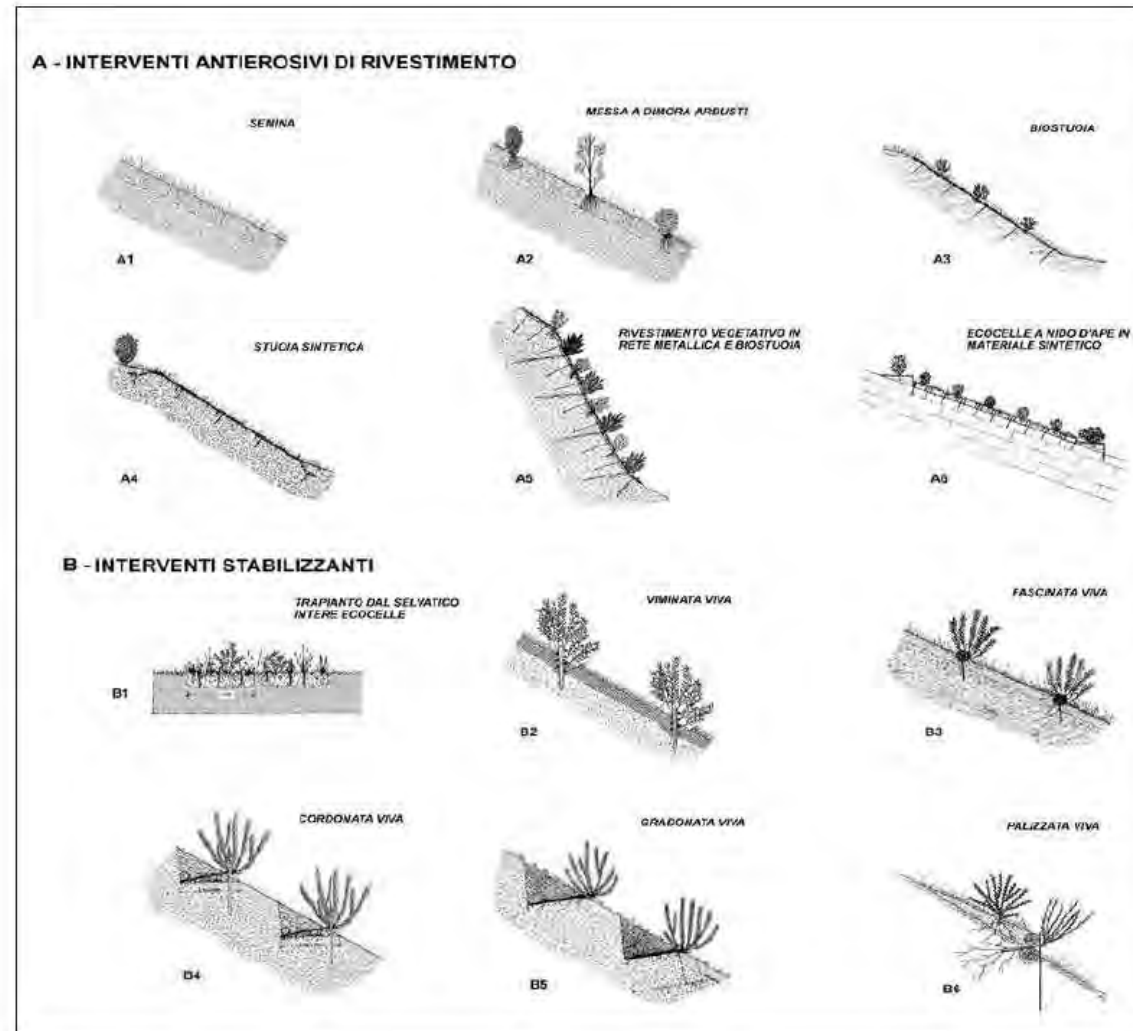 A - INTERVENTI ANTIEROSIVI DI RIVESTIMENTO
SEMINA
A1
MESSA A DIMORA ARBUSTI
A2
BIOSTUOIA
A3
STUOIA SINTETICA
A4
RIVESTIMENTO VEGETATIVO IN
RETE METALLICA E BIOSTUOIA
A5
ECOCELLE A NIDO D'APE IN
MATERIALE SINTETICO
A6
B - INTERVENTI STABILIZZANTI
TRAPIANTO DAL SELVATICO
INTERE ECOCELLE
B1
VIMINATA VIVA
B2
FASCINATA VIVA
B3
CORDONATA VIVA
B4
GRADONATA VIVA
B5
PALIZZATA VIVA
B6